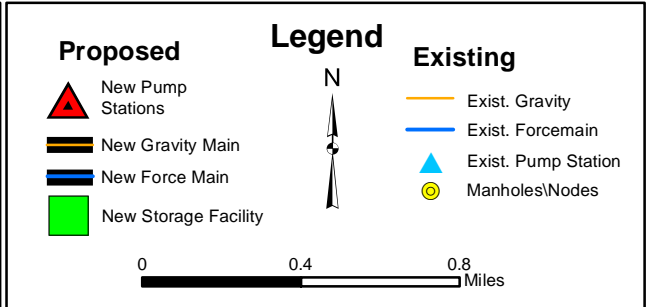 Legend
Proposed
New Pump
Stations
New Gravity Main
New Force Main
New Storage Facility
N
Existing
Exist. Gravity
Exist. Forcemain
Exist. Pump Station
Manholes\Nodes
0 0.4 0.8
Miles